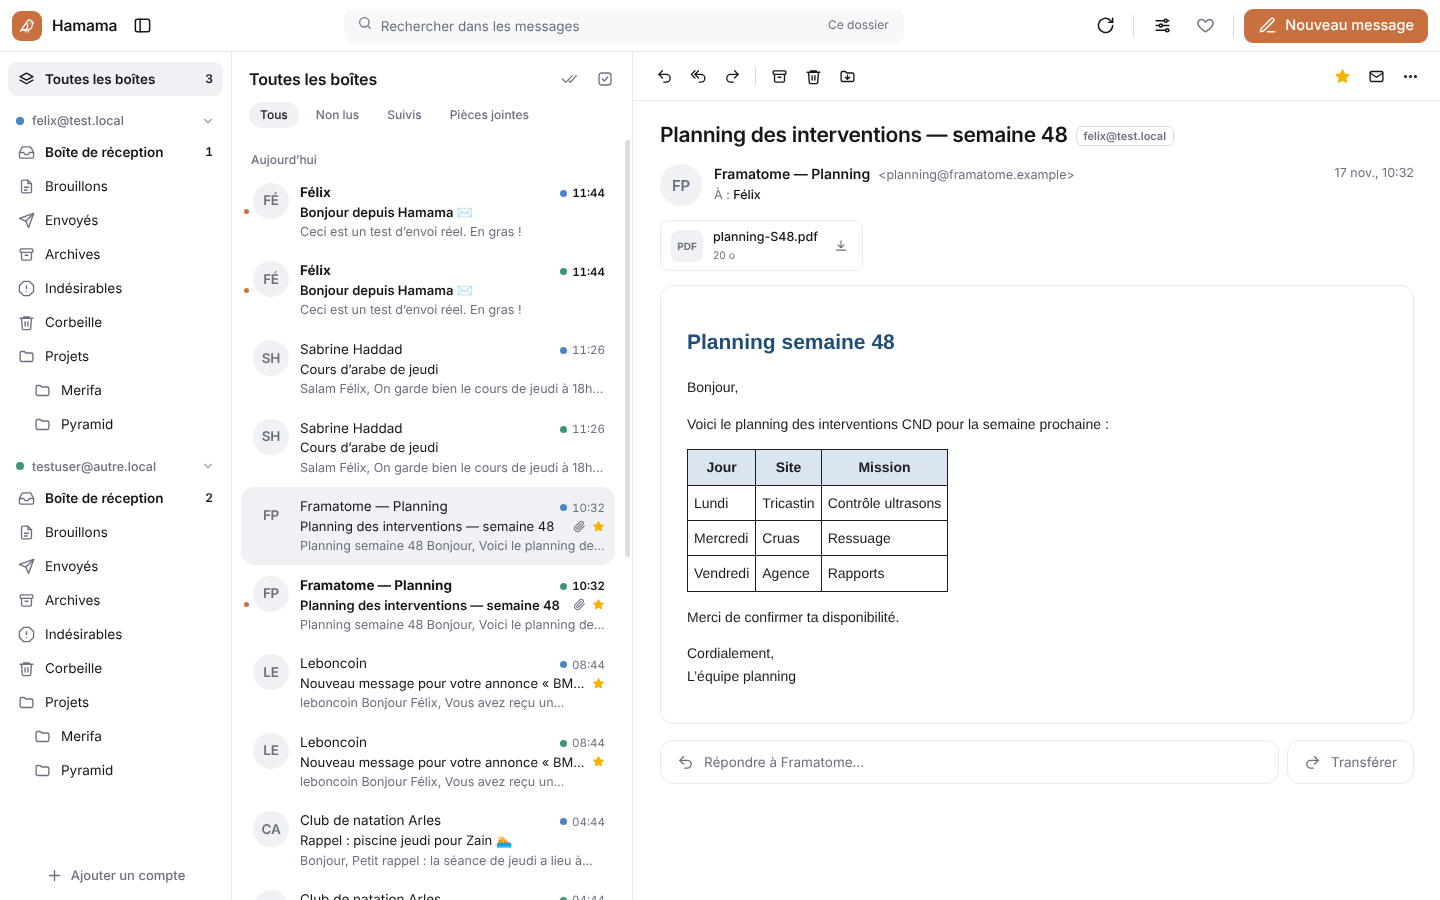 Hamama
Rechercher dans les messages
Ce dossier
Nouveau message
Toutes les boîtes 3
felix@test.local
Boîte de réception 1
Brouillons
Envoyés
Archives
Indésirables
Corbeille
Projets
Merifa
Pyramid
testuser@autre.local
Boîte de réception 2
Brouillons
Envoyés
Archives
Indésirables
Corbeille
Projets
Merifa
Pyramid
Ajouter un compte
Toutes les boîtes
Tous Non lus Suivis Pièces jointes
Aujourd’hui
FÉ
Félix 11:44
Bonjour depuis Hamama ✉️
Ceci est un test d’envoi réel. En gras !
FÉ
Félix 11:44
Bonjour depuis Hamama ✉️
Ceci est un test d’envoi réel. En gras !
SH
Sabrine Haddad 11:26
Cours d’arabe de jeudi
Salam Félix, On garde bien le cours de jeudi à 18h...
SH
Sabrine Haddad 11:26
Cours d’arabe de jeudi
Salam Félix, On garde bien le cours de jeudi à 18h...
FP
Framatome — Planning 10:32
Planning des interventions — semaine 48
Planning semaine 48 Bonjour, Voici le planning de...
FP
Framatome — Planning 10:32
Planning des interventions — semaine 48
Planning semaine 48 Bonjour, Voici le planning de...
LE
Leboncoin 08:44
Nouveau message pour votre annonce « BM...
leboncoin Bonjour Félix, Vous avez reçu un...
LE
Leboncoin 08:44
Nouveau message pour votre annonce « BM...
leboncoin Bonjour Félix, Vous avez reçu un...
CA
Club de natation Arles 04:44
Rappel : piscine jeudi pour Zain 🏊
Bonjour, Petit rappel : la séance de jeudi a lieu à...
Club de natation Arles 04:44
Planning des interventions — semaine 48 felix@test.local
FP
Framatome — Planning <planning@framatome.example> 17 nov., 10:32
À : Félix
PDF
planning-S48.pdf
20 o
Planning semaine 48
Bonjour,
Voici le planning des interventions CND pour la semaine prochaine :
Jour Site Mission
Lundi Tricastin Contrôle ultrasons
Mercredi Cruas Ressuage
Vendredi Agence Rapports
Merci de confirmer ta disponibilité.
Cordialement,
L’équipe planning
Répondre à Framatome...
Transférer